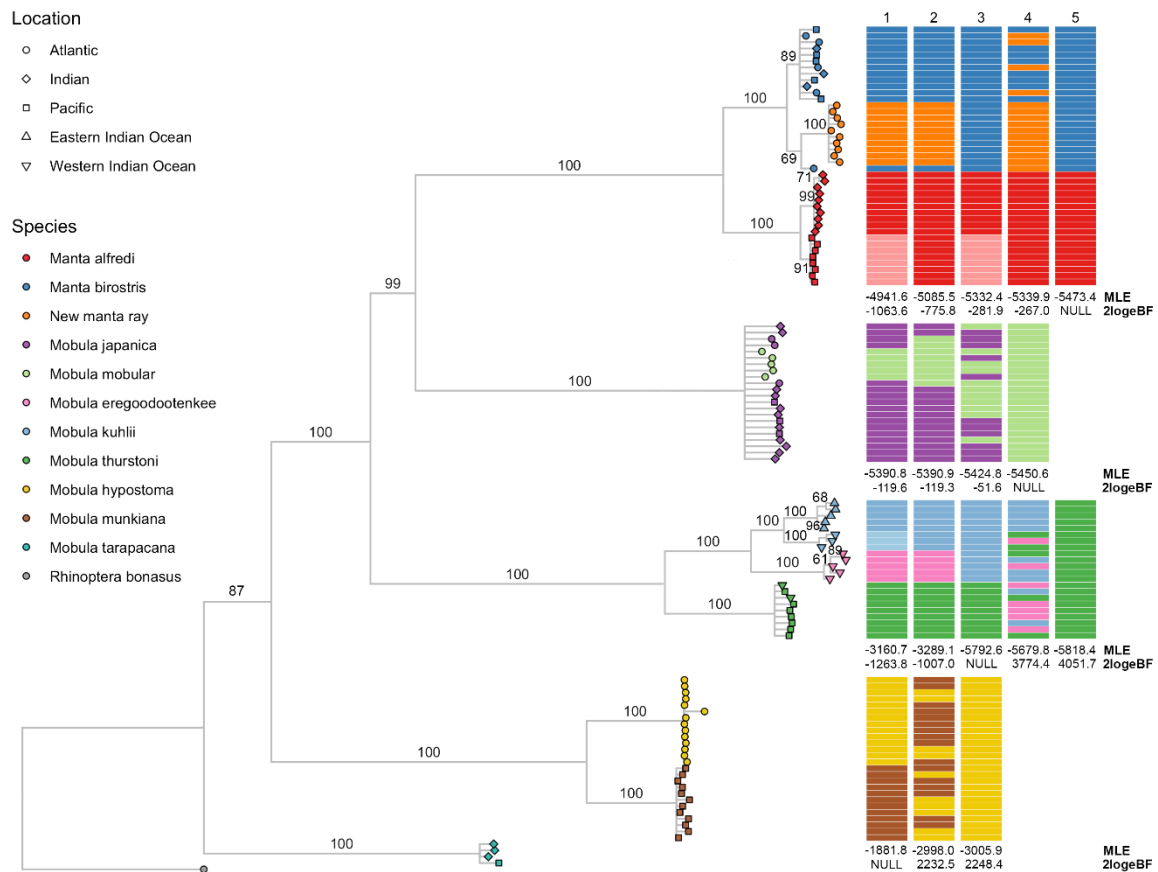 Location
Atlantic
Indian
Pacific
Eastern Indian Ocean
Western Indian Ocean
Species
Manta alfredi
Manta birostris
New manta ray
Mobula japanica
Mobula mobular
Mobula eregoodootenkee
Mobula kuhlii
Mobula thurstoni
Mobula hypostoma
Mobula munkiana
Mobula tarapacana
Rhinoptera bonasus
1 2 3 4 5
89
100
100
69
100
71
99
100
91
-4941.6 -5085.5 -5332.4 -5339.9 -5473.4 MLE
-1063.6 -775.8 -281.9 -267.0 NULL 2logeBF
99
100
-5390.8 -5390.9 -5424.8 -5450.6 MLE
-119.6 -119.3 -51.6 NULL 2logeBF
100
68
100
96
100
100
89
61
100
100
100
-3160.7 -3289.1 -5792.6 -5679.8 -5818.4 MLE
-1263.8 -1007.0 NULL 3774.4 4051.7 2logeBF
87
100
100
100
-1881.8 -2998.0 -3005.9 MLE
NULL 2232.5 2248.4 2logeBF
100